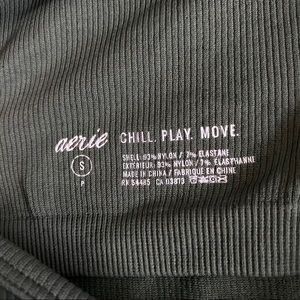 aerie CHILL. PLAY. MOVE.
S
P
SHELL: 93% NYLON / 7% ELASTANE
EXTÉRIEUR: 93% NYLON / 7% ÉLASTHANNE
MADE IN CHINA / FABRIQUÉ EN CHINE
RN 54485 CA 03873